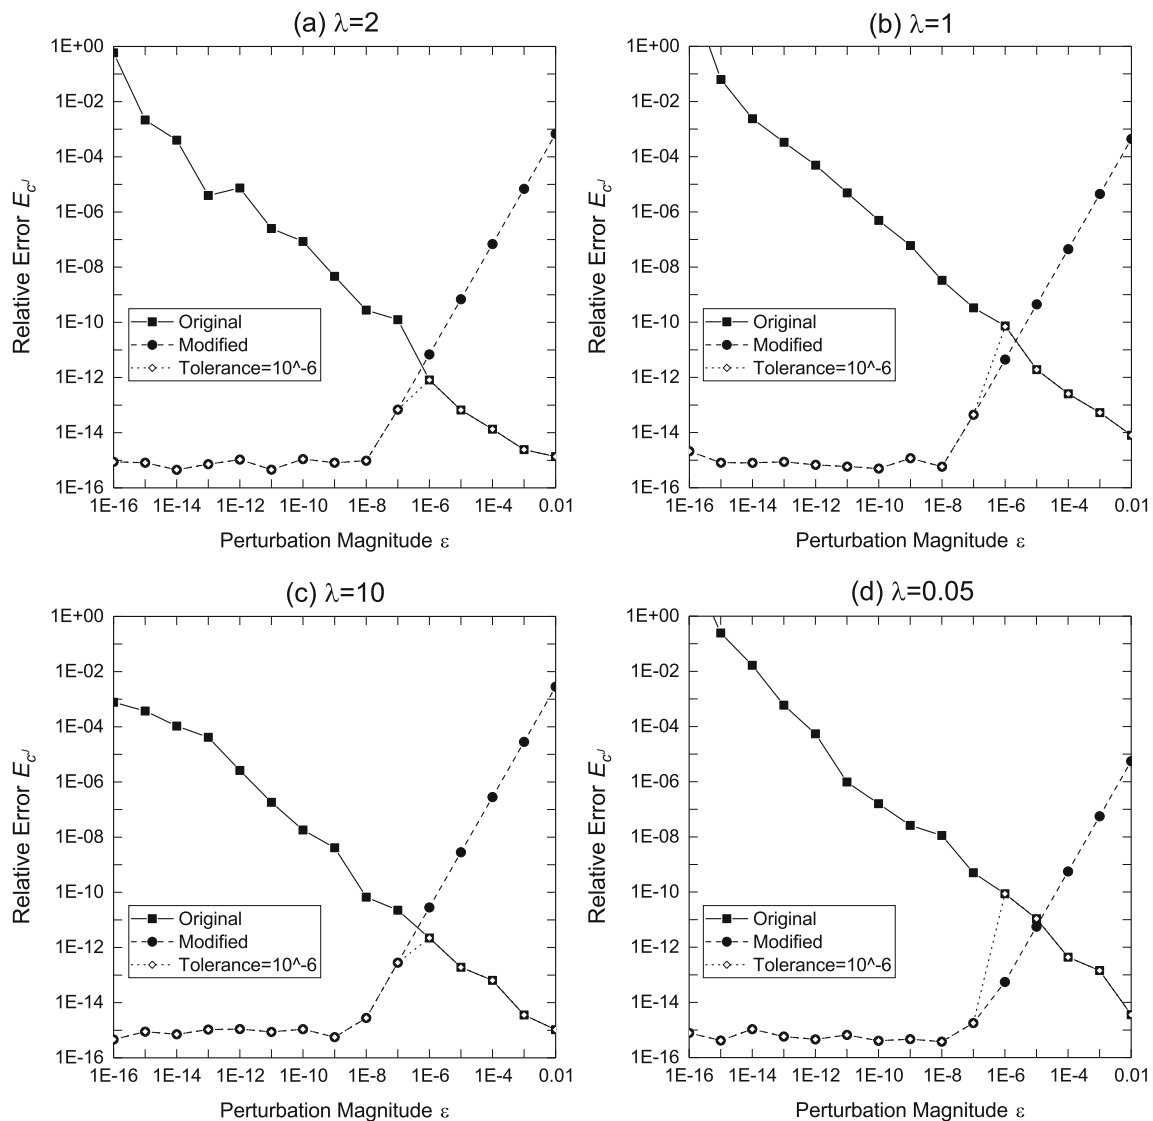 (a) λ=2
1E+00
1E-02
1E-04
1E-06
1E-08
1E-10
1E-12
1E-14
1E-16
Relative Error E_c^J
Original
Modified
Tolerance=10^-6
1E-16 1E-14 1E-12 1E-10 1E-8 1E-6 1E-4 0.01
Perturbation Magnitude ε
(b) λ=1
1E+00
1E-02
1E-04
1E-06
1E-08
1E-10
1E-12
1E-14
1E-16
Relative Error E_c^J
Original
Modified
Tolerance=10^-6
1E-16 1E-14 1E-12 1E-10 1E-8 1E-6 1E-4 0.01
Perturbation Magnitude ε
(c) λ=10
1E+00
1E-02
1E-04
1E-06
1E-08
1E-10
1E-12
1E-14
1E-16
Relative Error E_c^J
Original
Modified
Tolerance=10^-6
1E-16 1E-14 1E-12 1E-10 1E-8 1E-6 1E-4 0.01
Perturbation Magnitude ε
(d) λ=0.05
1E+00
1E-02
1E-04
1E-06
1E-08
1E-10
1E-12
1E-14
1E-16
Relative Error E_c^J
Original
Modified
Tolerance=10^-6
1E-16 1E-14 1E-12 1E-10 1E-8 1E-6 1E-4 0.01
Perturbation Magnitude ε